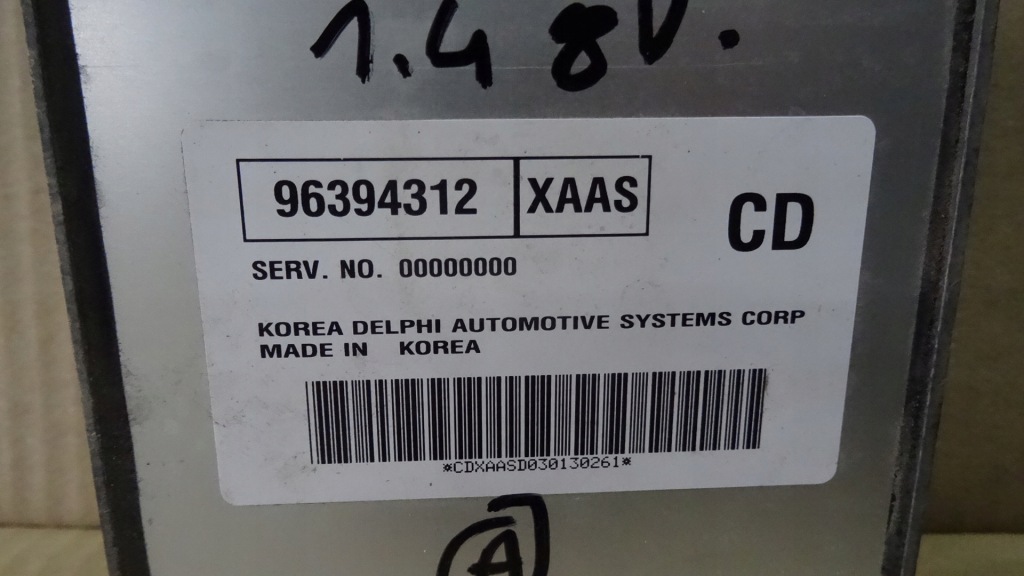 1.4 8V.
96394312 XAAS
CD
SERV. NO. 00000000
KOREA DELPHI AUTOMOTIVE SYSTEMS CORP
MADE IN KOREA
*CDXAASD030130261*
A